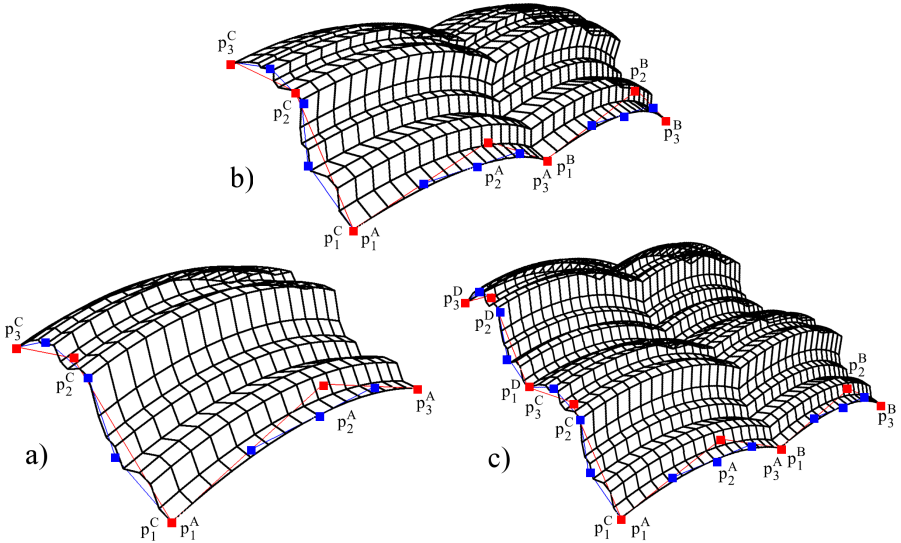 p₃ᶜ
p₂ᶜ
p₂ᴮ
p₃ᴮ
b)
p₂ᴬ
p₃ᴬ p₁ᴮ
p₁ᶜ p₁ᴬ
p₃ᶜ
p₂ᶜ
a)
p₂ᴬ
p₃ᴬ
p₁ᶜ p₁ᴬ
p₃ᴰ
p₂ᴰ
p₁ᴰ
p₃ᶜ
p₂ᶜ
p₂ᴮ
p₃ᴮ
c)
p₂ᴬ
p₃ᴬ p₁ᴮ
p₁ᶜ p₁ᴬ